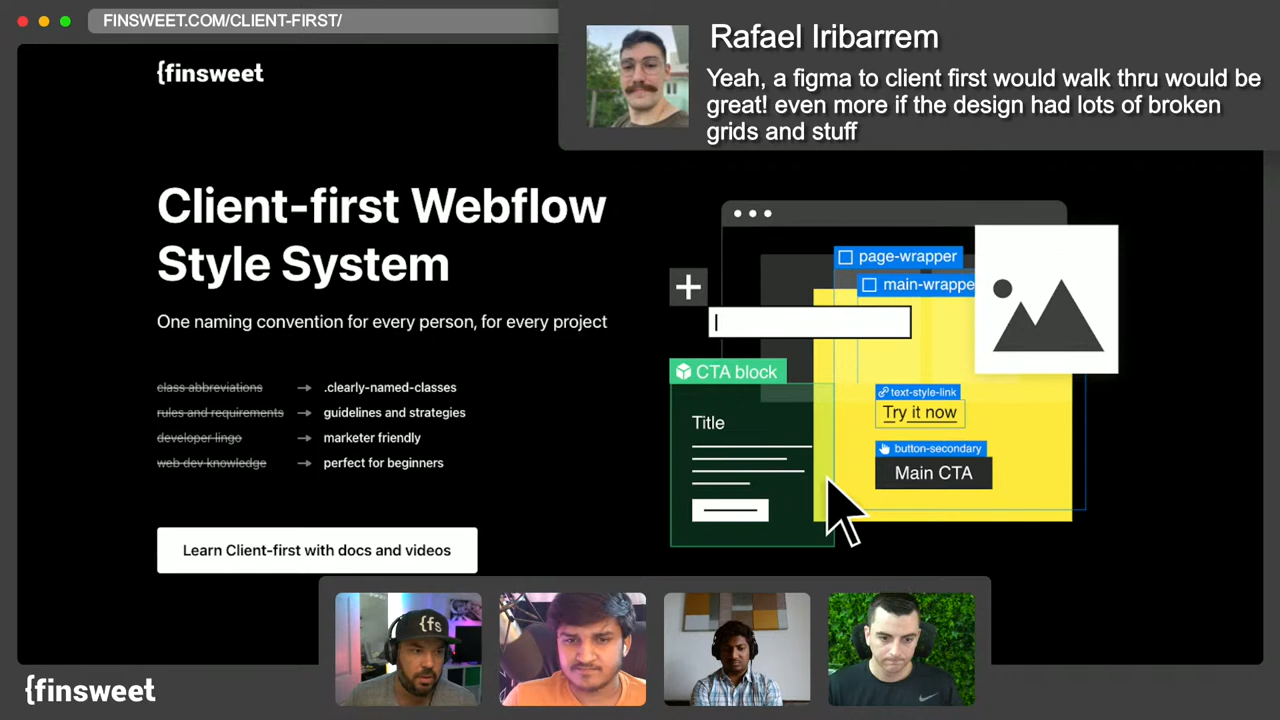 FINSWEET.COM/CLIENT-FIRST/
Rafael Iribarrem
Yeah, a figma to client first would walk thru would be
great! even more if the design had lots of broken
grids and stuff
{finsweet
Client-first Webflow
Style System
One naming convention for every person, for every project
class abbreviations → .clearly-named-classes
rules and requirements → guidelines and strategies
developer lingo → marketer friendly
web dev knowledge → perfect for beginners
Learn Client-first with docs and videos
page-wrapper
main-wrappe
CTA block
Title
text-style-link
Try it now
button-secondary
Main CTA
{fs
{finsweet